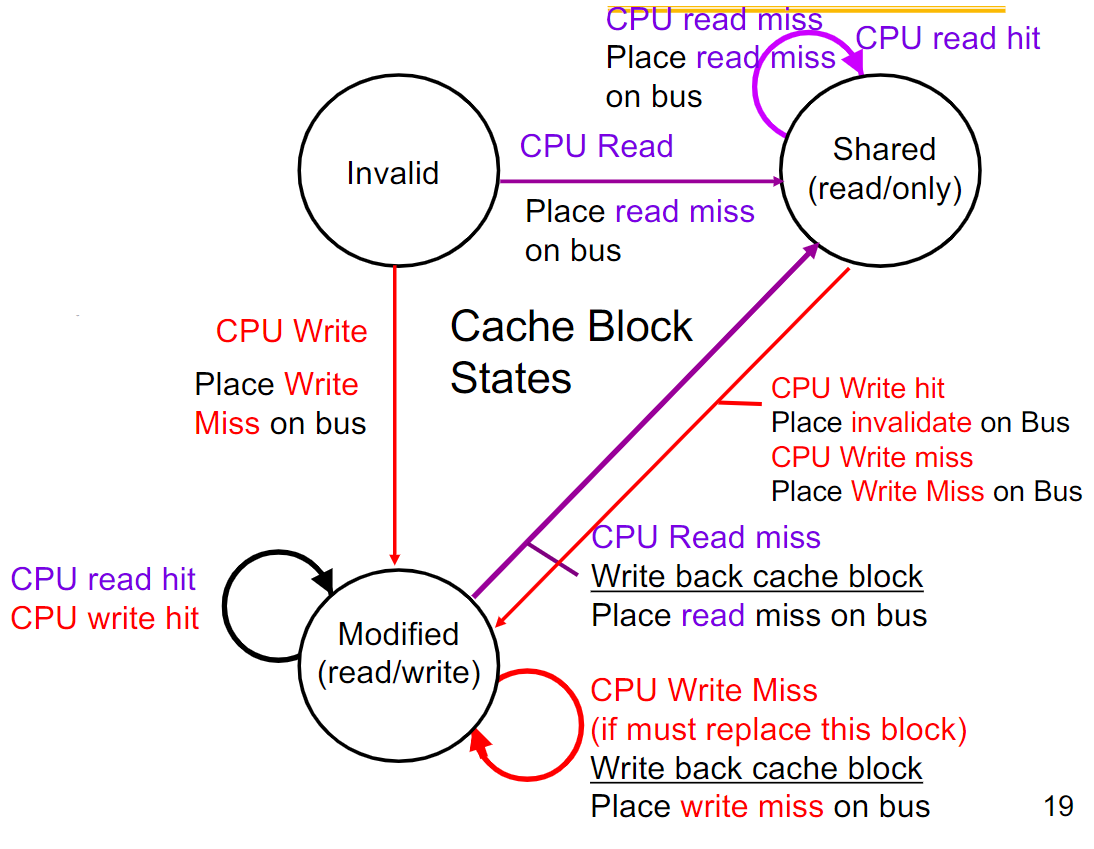 CPU read miss
Place read miss
on bus
CPU read hit
Invalid
CPU Read
Place read miss
on bus
Shared
(read/only)
CPU Write
Place Write
Miss on bus
Cache Block
States
CPU Write hit
Place invalidate on Bus
CPU Write miss
Place Write Miss on Bus
CPU read hit
CPU write hit
Modified
(read/write)
CPU Read miss
Write back cache block
Place read miss on bus
CPU Write Miss
(if must replace this block)
Write back cache block
Place write miss on bus
19